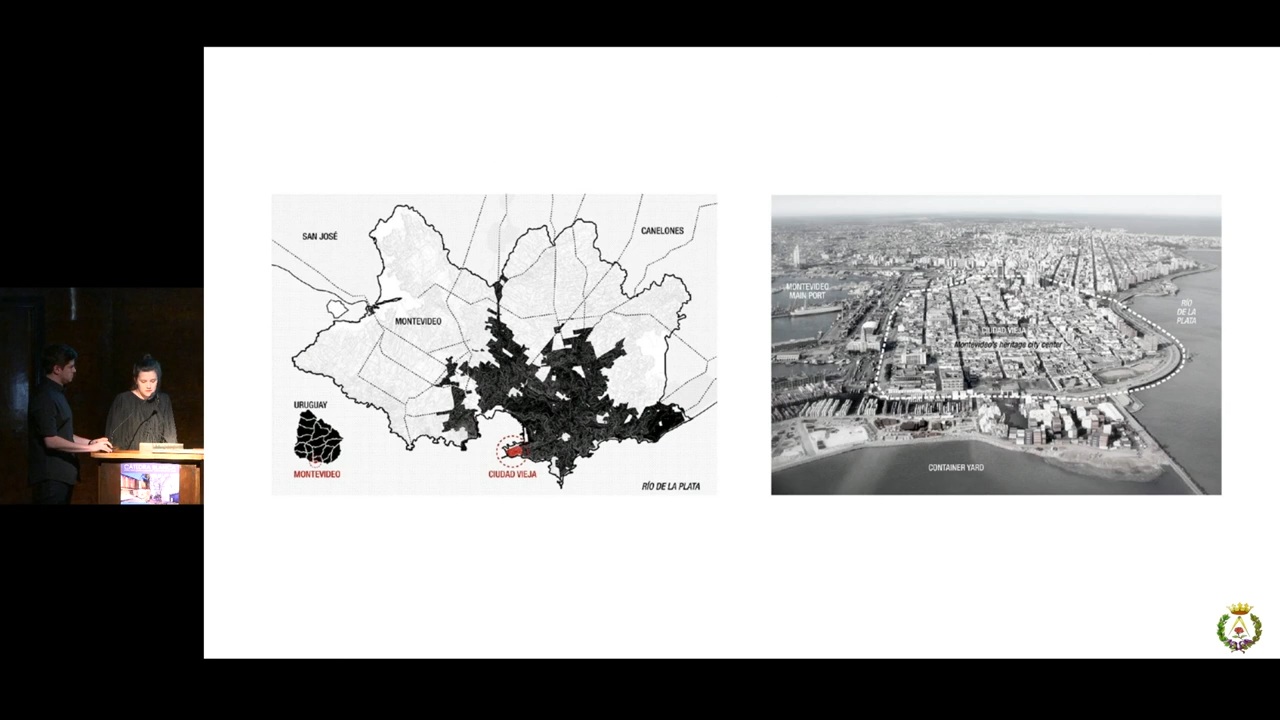 SAN JOSÉ
CANELONES
MONTEVIDEO
URUGUAY
MONTEVIDEO
CIUDAD VIEJA
RÍO DE LA PLATA
MONTEVIDEO
MAIN PORT
RÍO
DE LA
PLATA
CIUDAD VIEJA
Montevideo's heritage city center
CONTAINER YARD